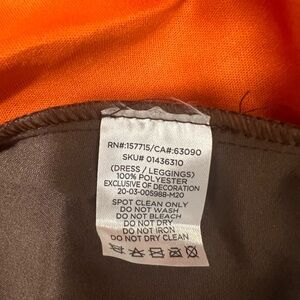 RN#:157715/CA#:63090
SKU# 01436310
(DRESS / LEGGINGS)
100% POLYESTER
EXCLUSIVE OF DECORATION
20-03-005988-M20
SPOT CLEAN ONLY
DO NOT WASH
DO NOT BLEACH
DO NOT DRY
DO NOT IRON
DO NOT DRY CLEAN